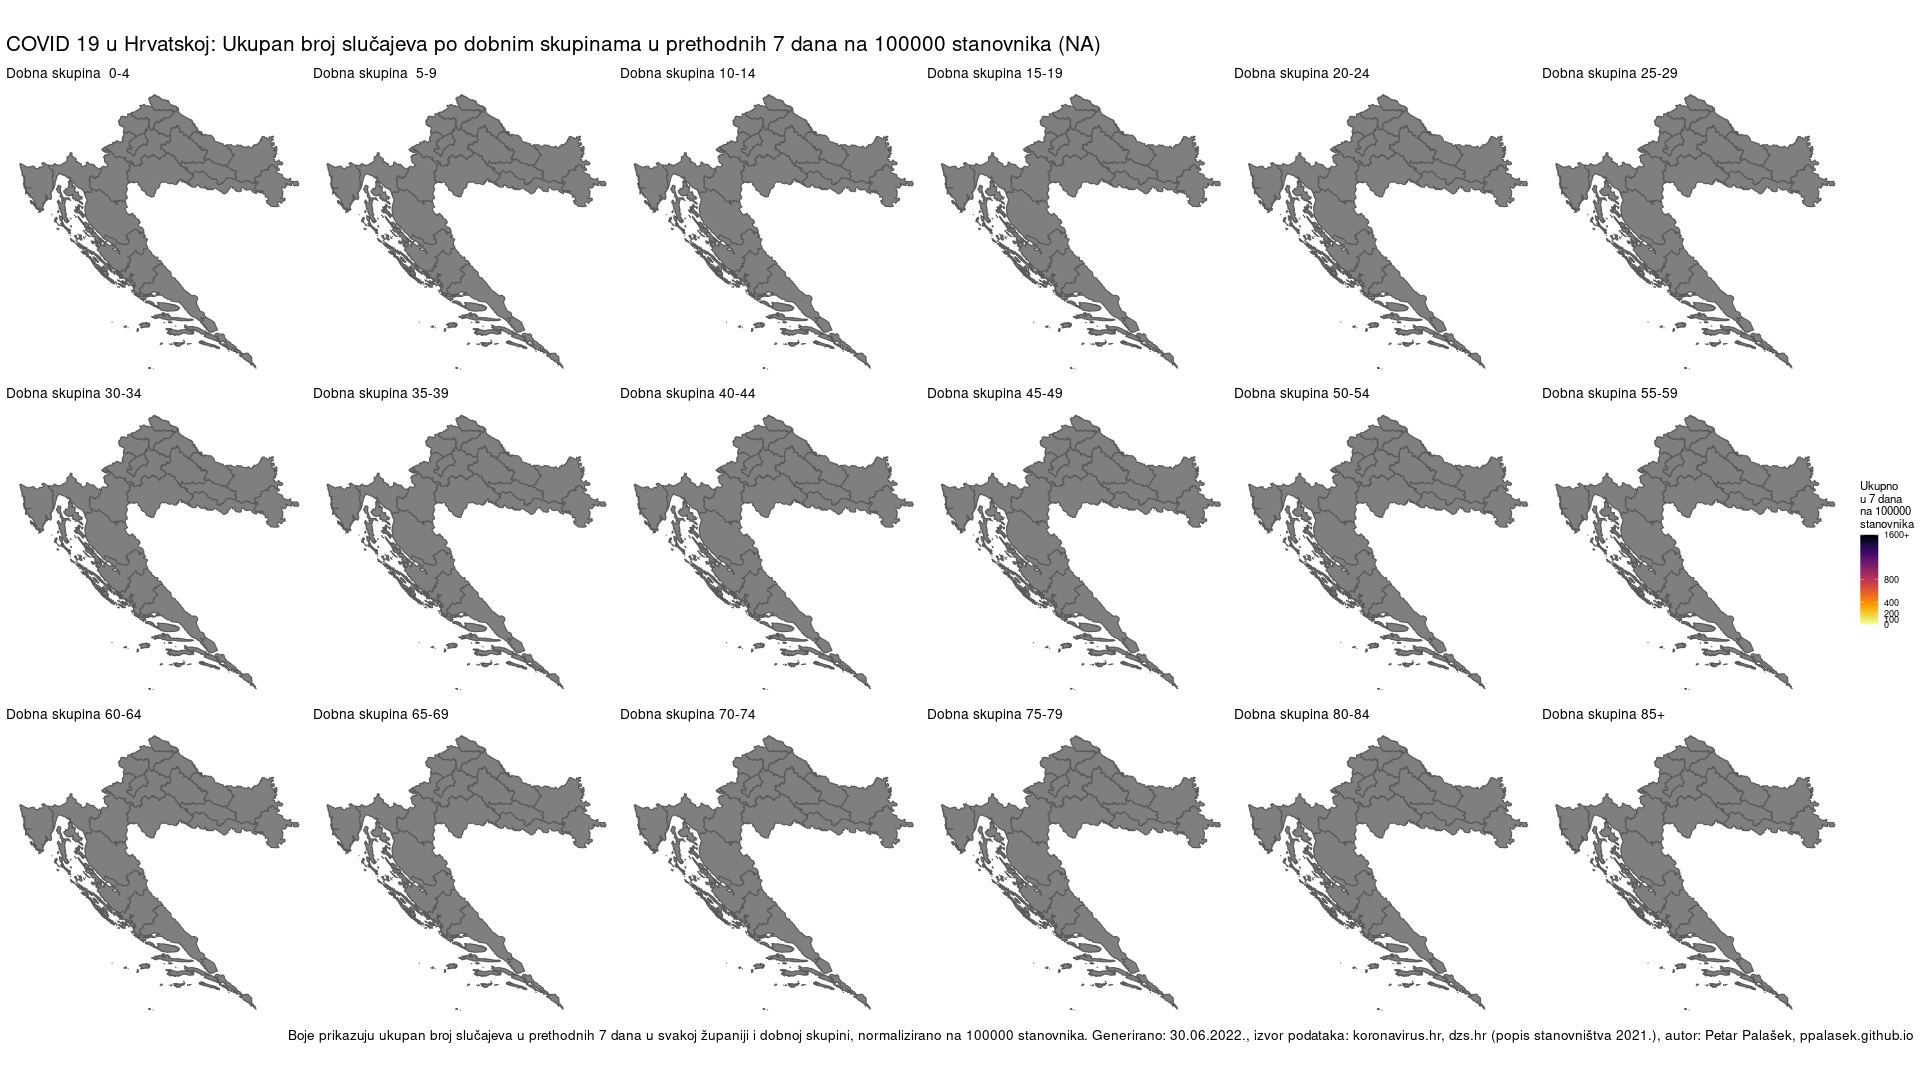 COVID 19 u Hrvatskoj: Ukupan broj slučajeva po dobnim skupinama u prethodnih 7 dana na 100000 stanovnika (NA)
Dobna skupina  0-4
Dobna skupina  5-9
Dobna skupina 10-14
Dobna skupina 15-19
Dobna skupina 20-24
Dobna skupina 25-29
Dobna skupina 30-34
Dobna skupina 35-39
Dobna skupina 40-44
Dobna skupina 45-49
Dobna skupina 50-54
Dobna skupina 55-59
Ukupno
u 7 dana
na 100000
stanovnika
1600+
800
400
200
100
0
Dobna skupina 60-64
Dobna skupina 65-69
Dobna skupina 70-74
Dobna skupina 75-79
Dobna skupina 80-84
Dobna skupina 85+
Boje prikazuju ukupan broj slučajeva u prethodnih 7 dana u svakoj županiji i dobnoj skupini, normalizirano na 100000 stanovnika. Generirano: 30.06.2022., izvor podataka: koronavirus.hr, dzs.hr (popis stanovništva 2021.), autor: Petar Palašek, ppalasek.github.io